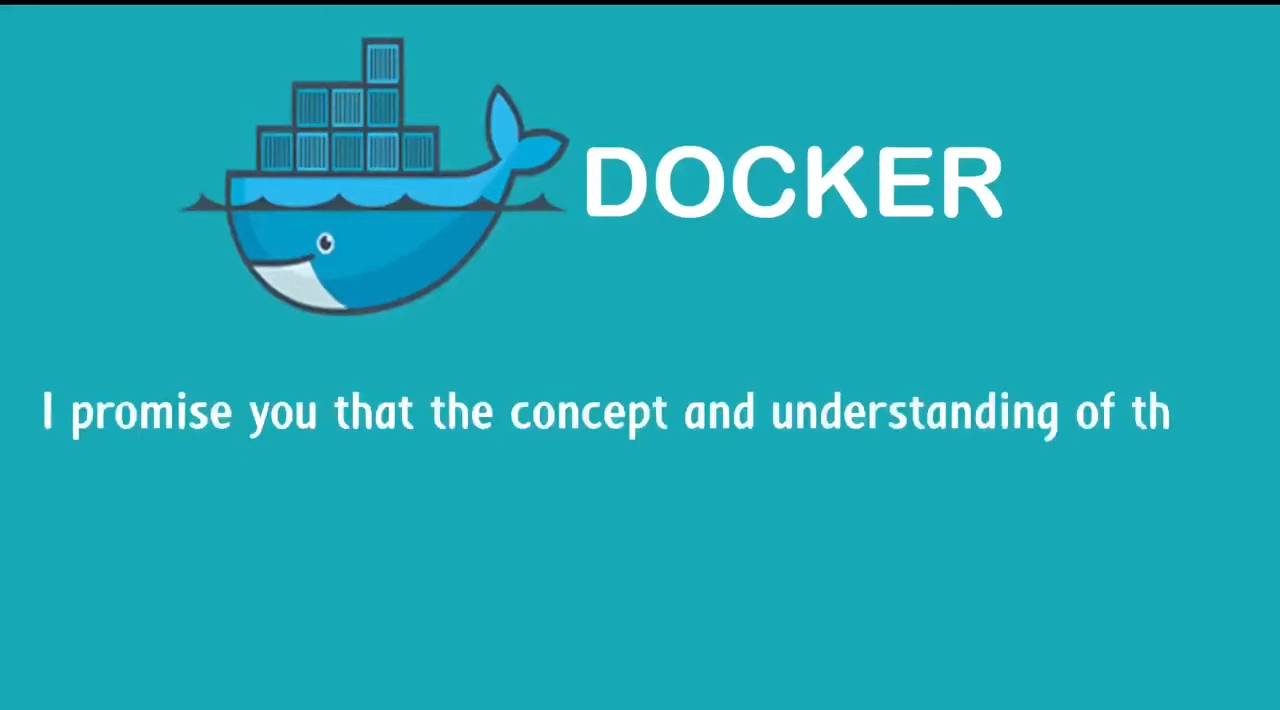 DOCKER
I promise you that the concept and understanding of th